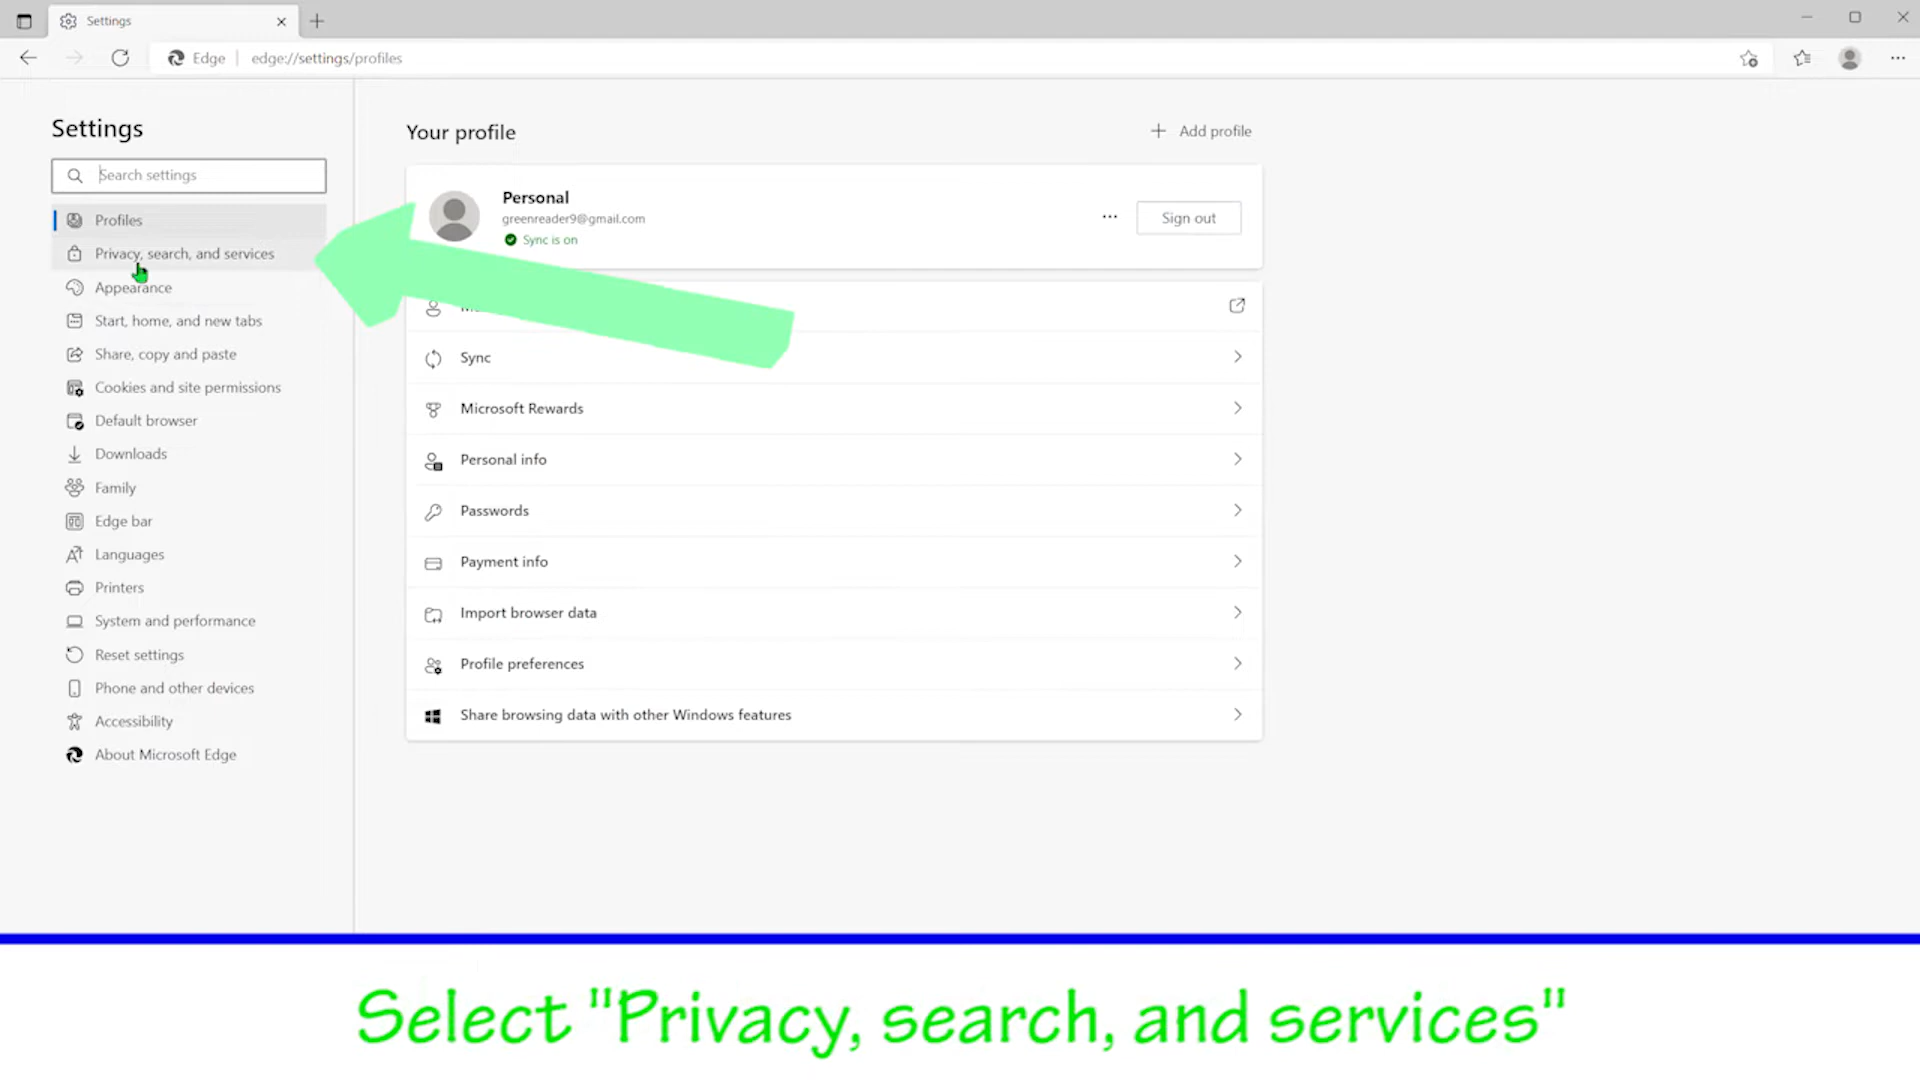 Settings
Edge
edge://settings/profiles
Settings
Search settings
Profiles
Privacy, search, and services
Appearance
Start, home, and new tabs
Share, copy and paste
Cookies and site permissions
Default browser
Downloads
Family
Edge bar
Languages
Printers
System and performance
Reset settings
Phone and other devices
Accessibility
About Microsoft Edge
Your profile
Add profile
Personal
greenreader9@gmail.com
Sync is on
Sign out
Sync
Microsoft Rewards
Personal info
Passwords
Payment info
Import browser data
Profile preferences
Share browsing data with other Windows features
Select "Privacy, search, and services"